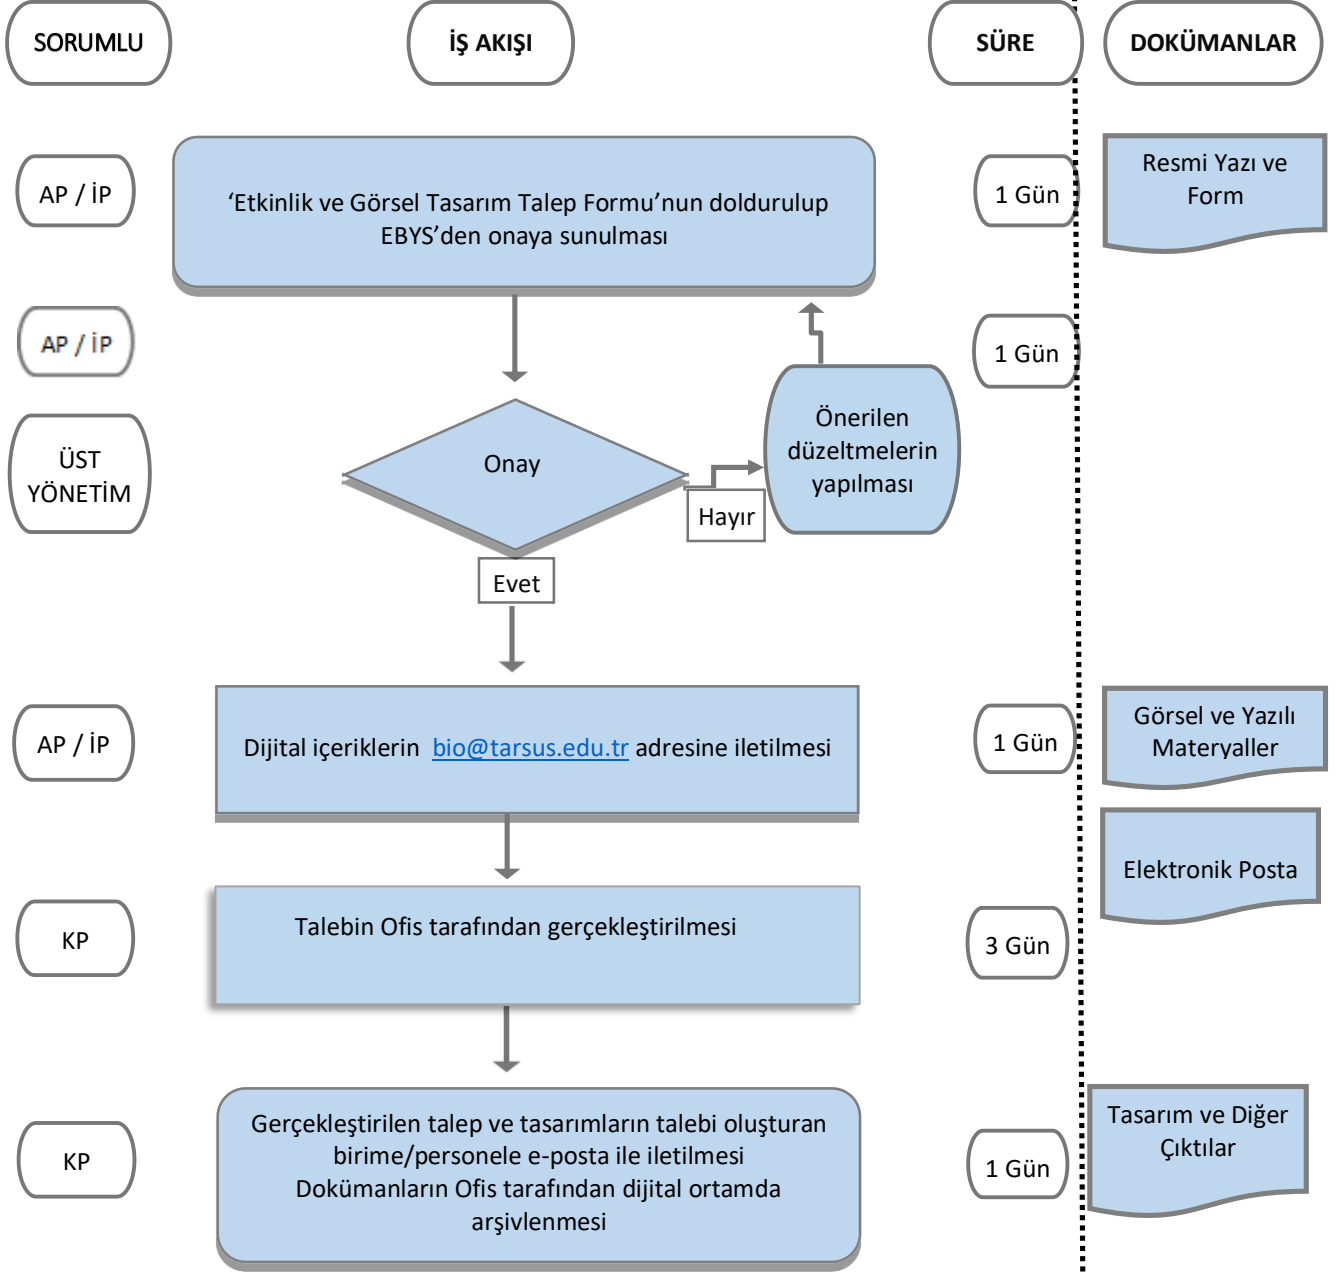 SORUMLU
İŞ AKIŞI
SÜRE
DOKÜMANLAR
AP / İP
‘Etkinlik ve Görsel Tasarım Talep Formu’nun doldurulup
EBYS’den onaya sunulması
1 Gün
Resmi Yazı ve
Form
AP / İP
1 Gün
ÜST
YÖNETİM
Onay
Hayır
Önerilen
düzeltmelerin
yapılması
Evet
AP / İP
Dijital içeriklerin bio@tarsus.edu.tr adresine iletilmesi
1 Gün
Görsel ve Yazılı
Materyaller
Elektronik Posta
KP
Talebin Ofis tarafından gerçekleştirilmesi
3 Gün
KP
Gerçekleştirilen talep ve tasarımların talebi oluşturan
birime/personele e-posta ile iletilmesi
Dokümanların Ofis tarafından dijital ortamda
arşivlenmesi
1 Gün
Tasarım ve Diğer
Çıktılar